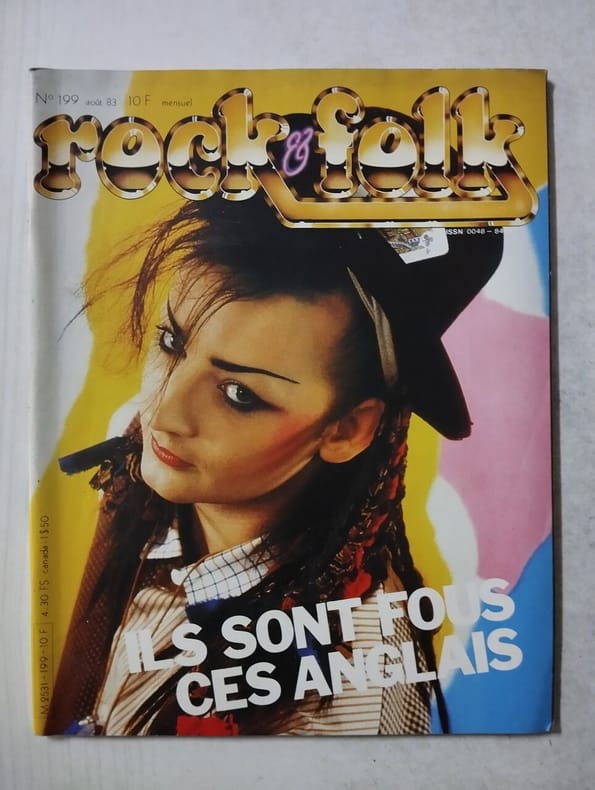 Nº 199 août 83 10 F mensuel
rock & folk
ISSN 0048 - 84
M 2531 - 199 - 10 F 4.30 FS canada : 1 $ 50
ILS SONT FOUS
CES ANGLAIS